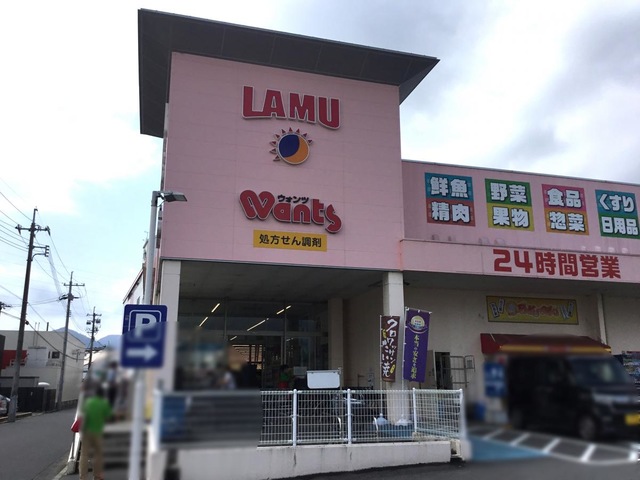 LAMU
ウォンツ
Wants
処方せん調剤
鮮魚
精肉
野菜
果物
食品
惣菜
くすり
日用品
24時間営業
P